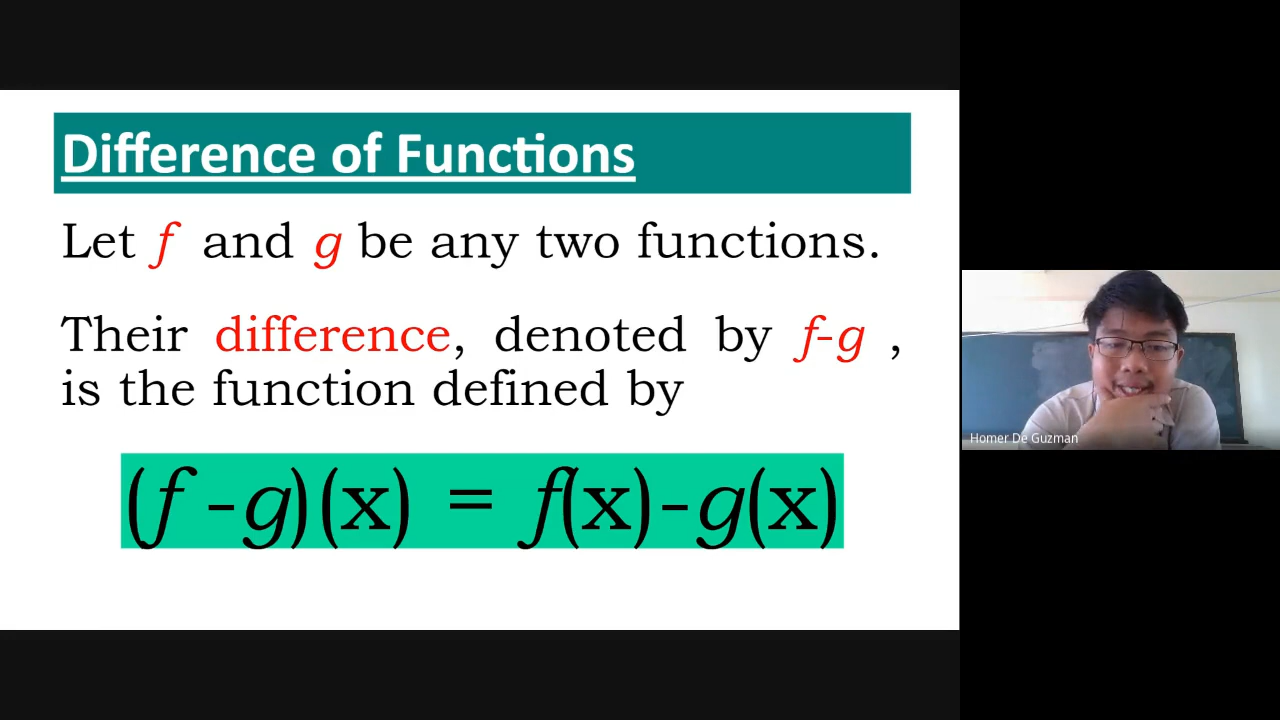 Difference of Functions
Let f and g be any two functions.
Their difference, denoted by f-g ,
is the function defined by
(f -g)(x) = f(x)-g(x)
Homer De Guzman